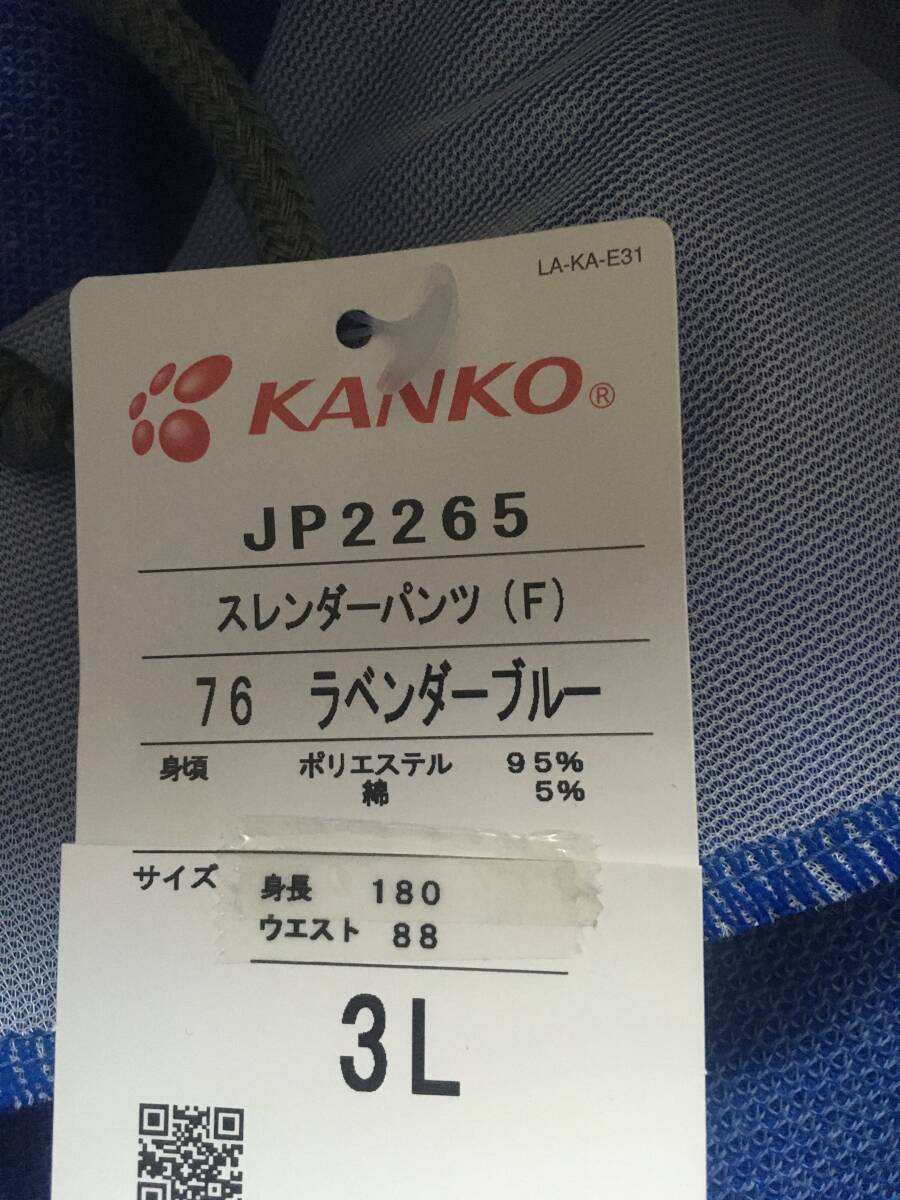 LA-KA-E31
KANKO®
JP2265
スレンダーパンツ(F)
76 ラベンダーブルー
身頃 ポリエステル 95%
綿 5%
サイズ 身長 180
ウエスト 88
3L